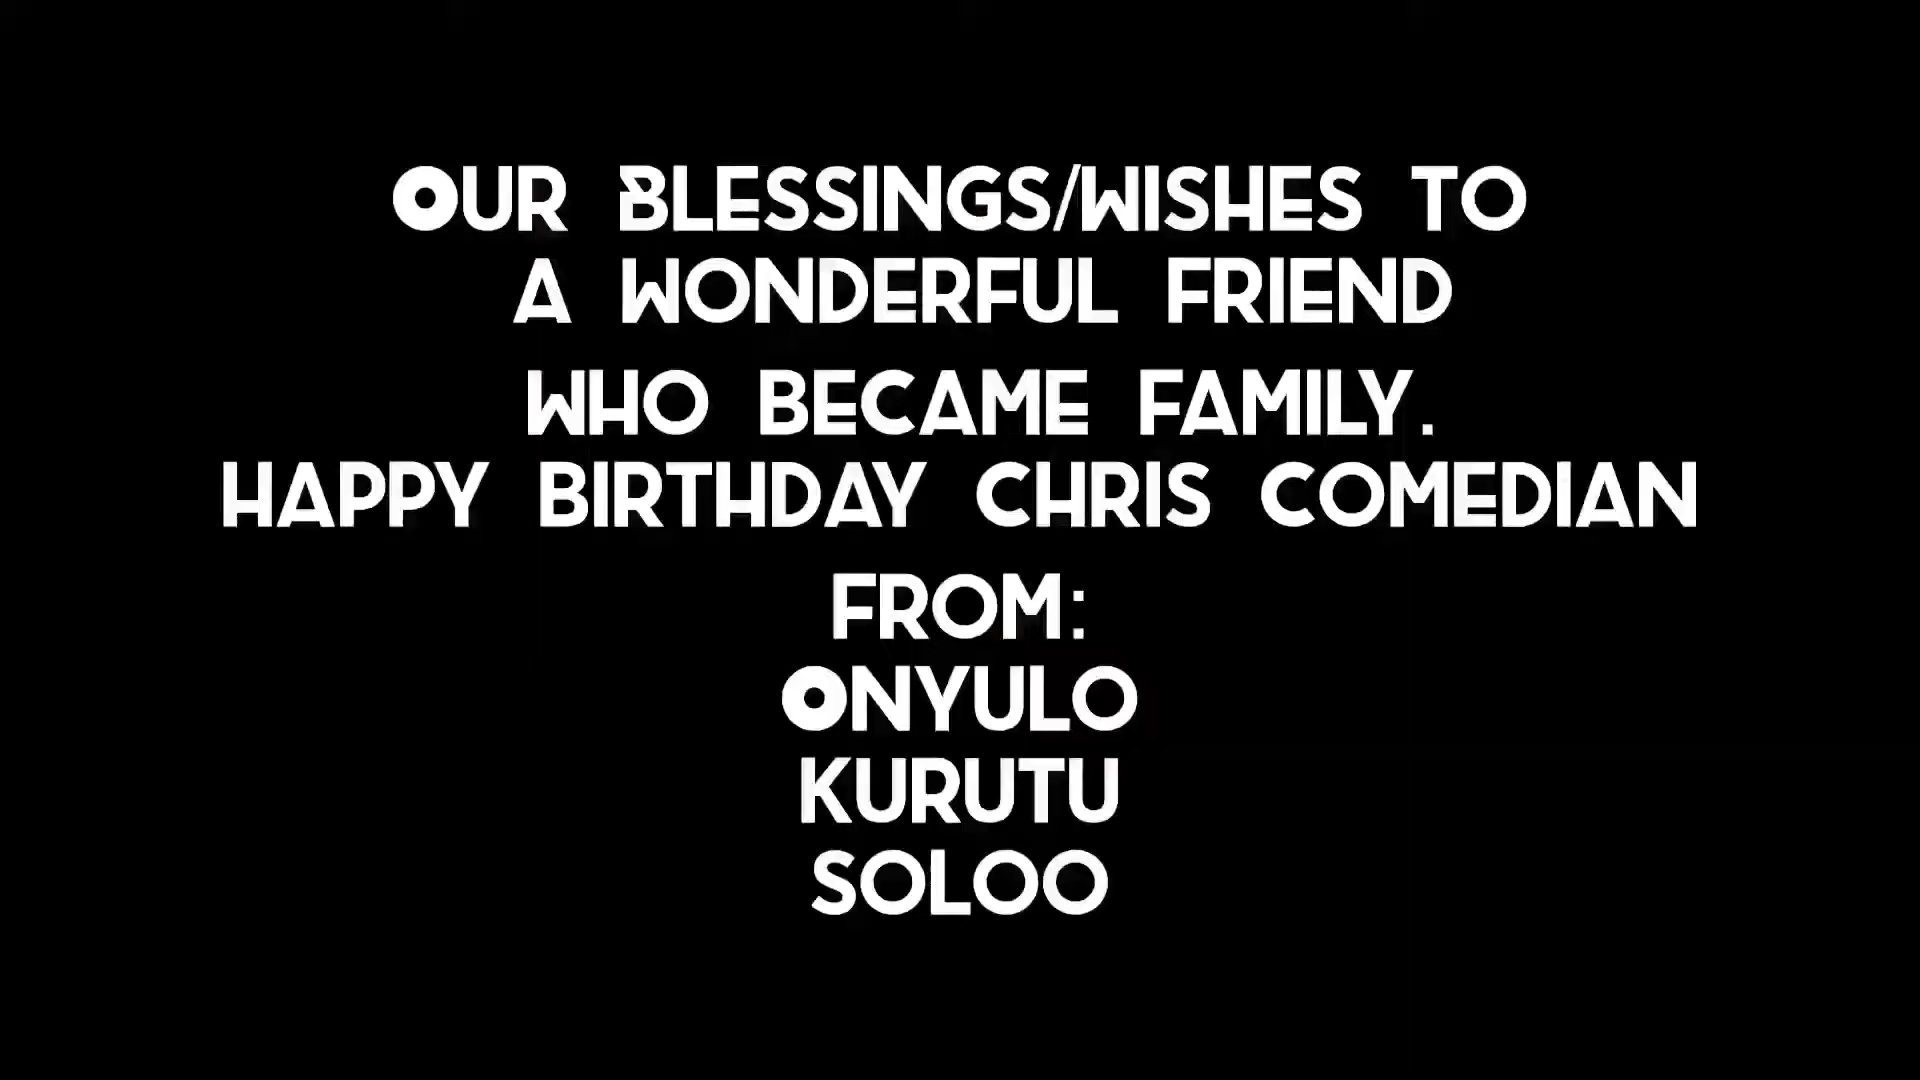 Our Blessings/wishes to
a wonderful friend
who became family.
happy birthday chris comedian
from:
Onyulo
kurutu
soloo